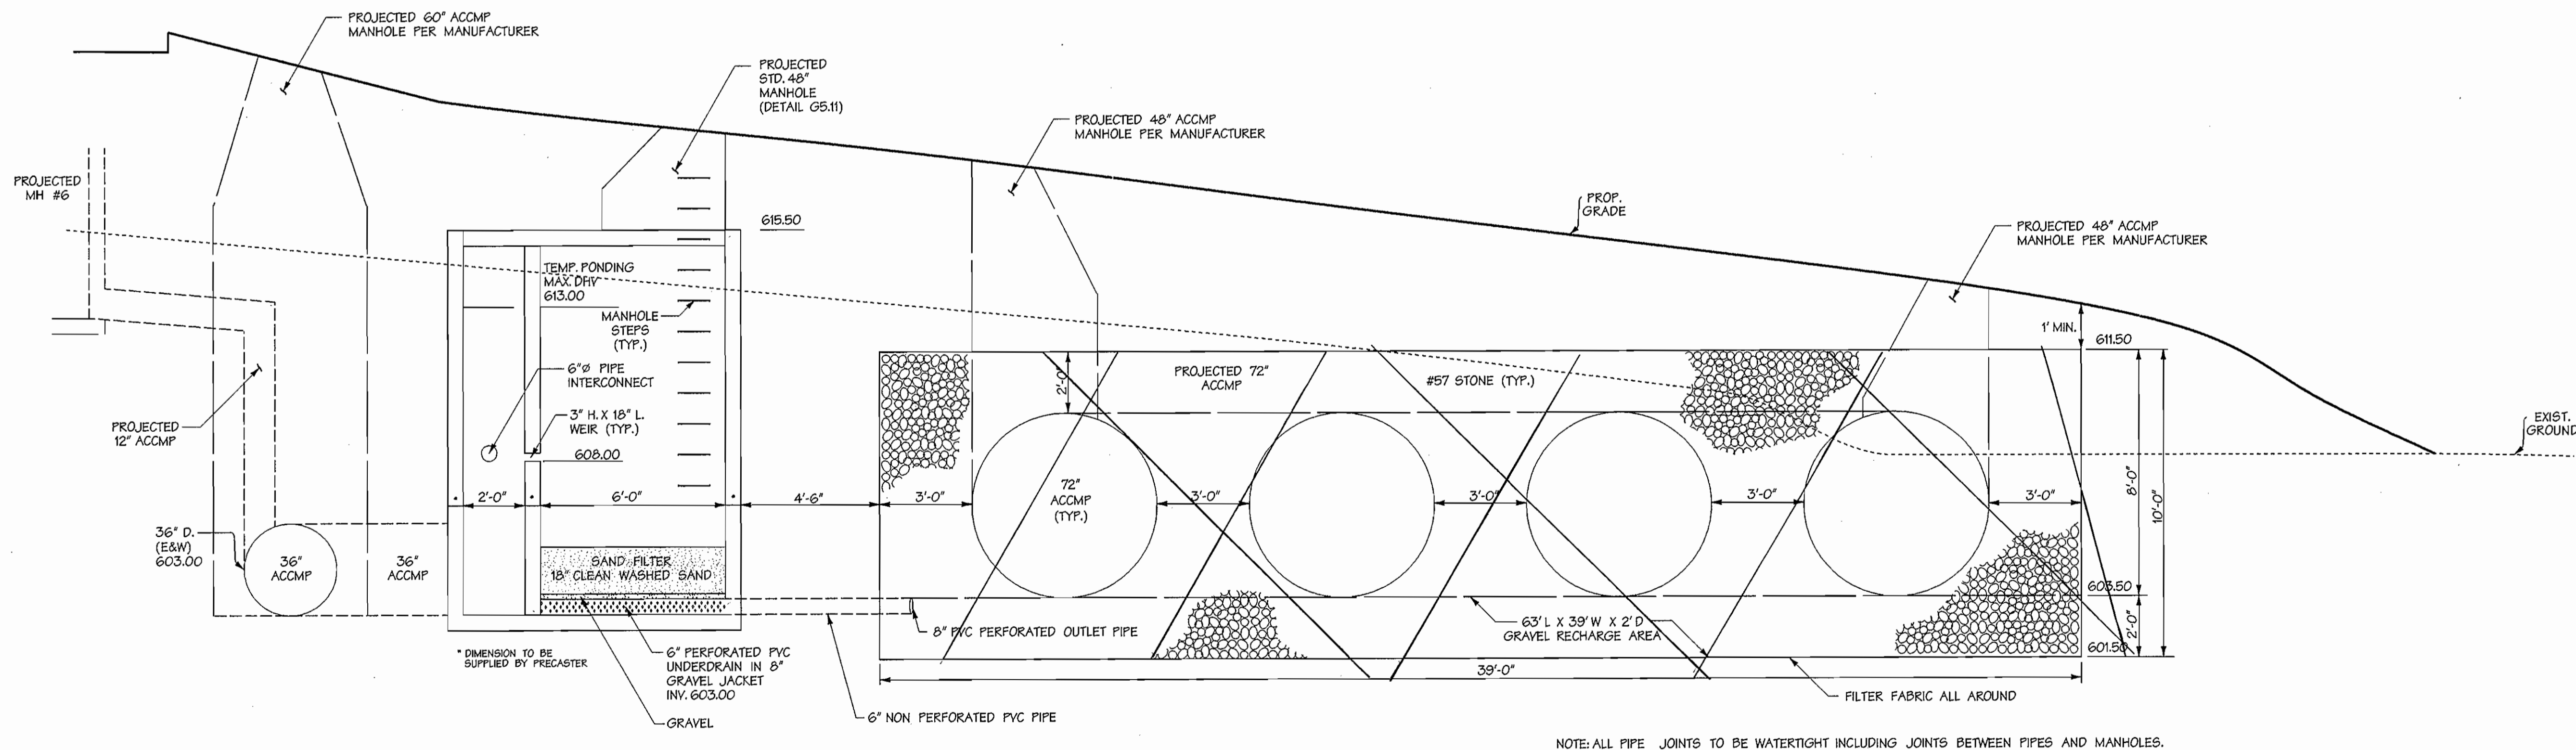 PROJECTED 60" ACCMP
MANHOLE PER MANUFACTURER
PROJECTED
STD. 48"
MANHOLE
(DETAIL G5.11)
PROJECTED 48" ACCMP
MANHOLE PER MANUFACTURER
PROJECTED
MH #6
PROP.
GRADE
615.50
PROJECTED 48" ACCMP
MANHOLE PER MANUFACTURER
TEMP. PONDING
MAX. DHV
613.00
MANHOLE
STEPS
(TYP.)
1' MIN.
611.50
6"Ø PIPE
INTERCONNECT
2'-0"
PROJECTED 72"
ACCMP
#57 STONE (TYP.)
3" H. X 18" L.
WEIR (TYP.)
608.00
PROJECTED
12" ACCMP
EXIST.
GROUND
* 2'-0" * 6'-0" *
4'-6"
3'-0"
72"
ACCMP
(TYP.)
3'-0"
3'-0"
3'-0"
3'-0"
8'-0"
10'-0"
36" D.
(E&W)
603.00
36"
ACCMP
36"
ACCMP
SAND FILTER
18" CLEAN WASHED SAND
603.50
2'-0"
601.50
8" PVC PERFORATED OUTLET PIPE
63' L X 39' W X 2' D
GRAVEL RECHARGE AREA
* DIMENSION TO BE
SUPPLIED BY PRECASTER
6" PERFORATED PVC
UNDERDRAIN IN 8"
GRAVEL JACKET
INV. 603.00
39'-0"
FILTER FABRIC ALL AROUND
GRAVEL
6" NON PERFORATED PVC PIPE
NOTE: ALL PIPE JOINTS TO BE WATERTIGHT INCLUDING JOINTS BETWEEN PIPES AND MANHOLES.